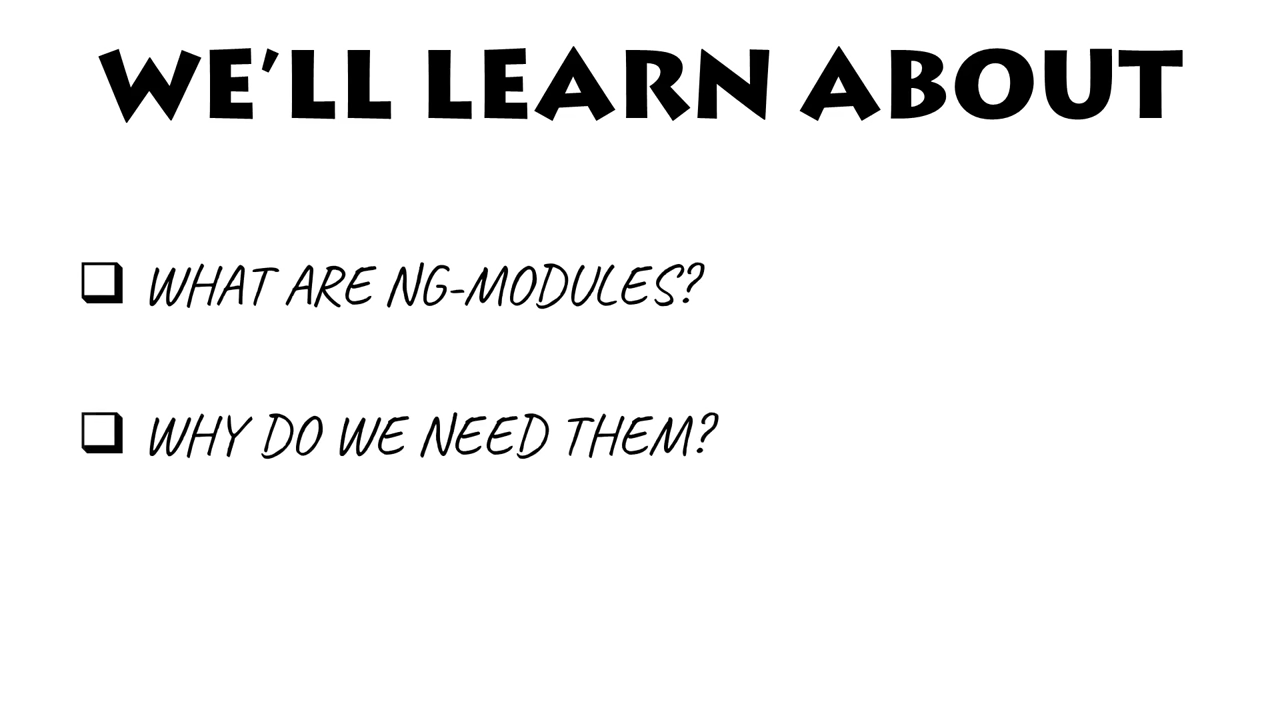 WE'LL LEARN ABOUT
❑ WHAT ARE NG-MODULES?
❑ WHY DO WE NEED THEM?